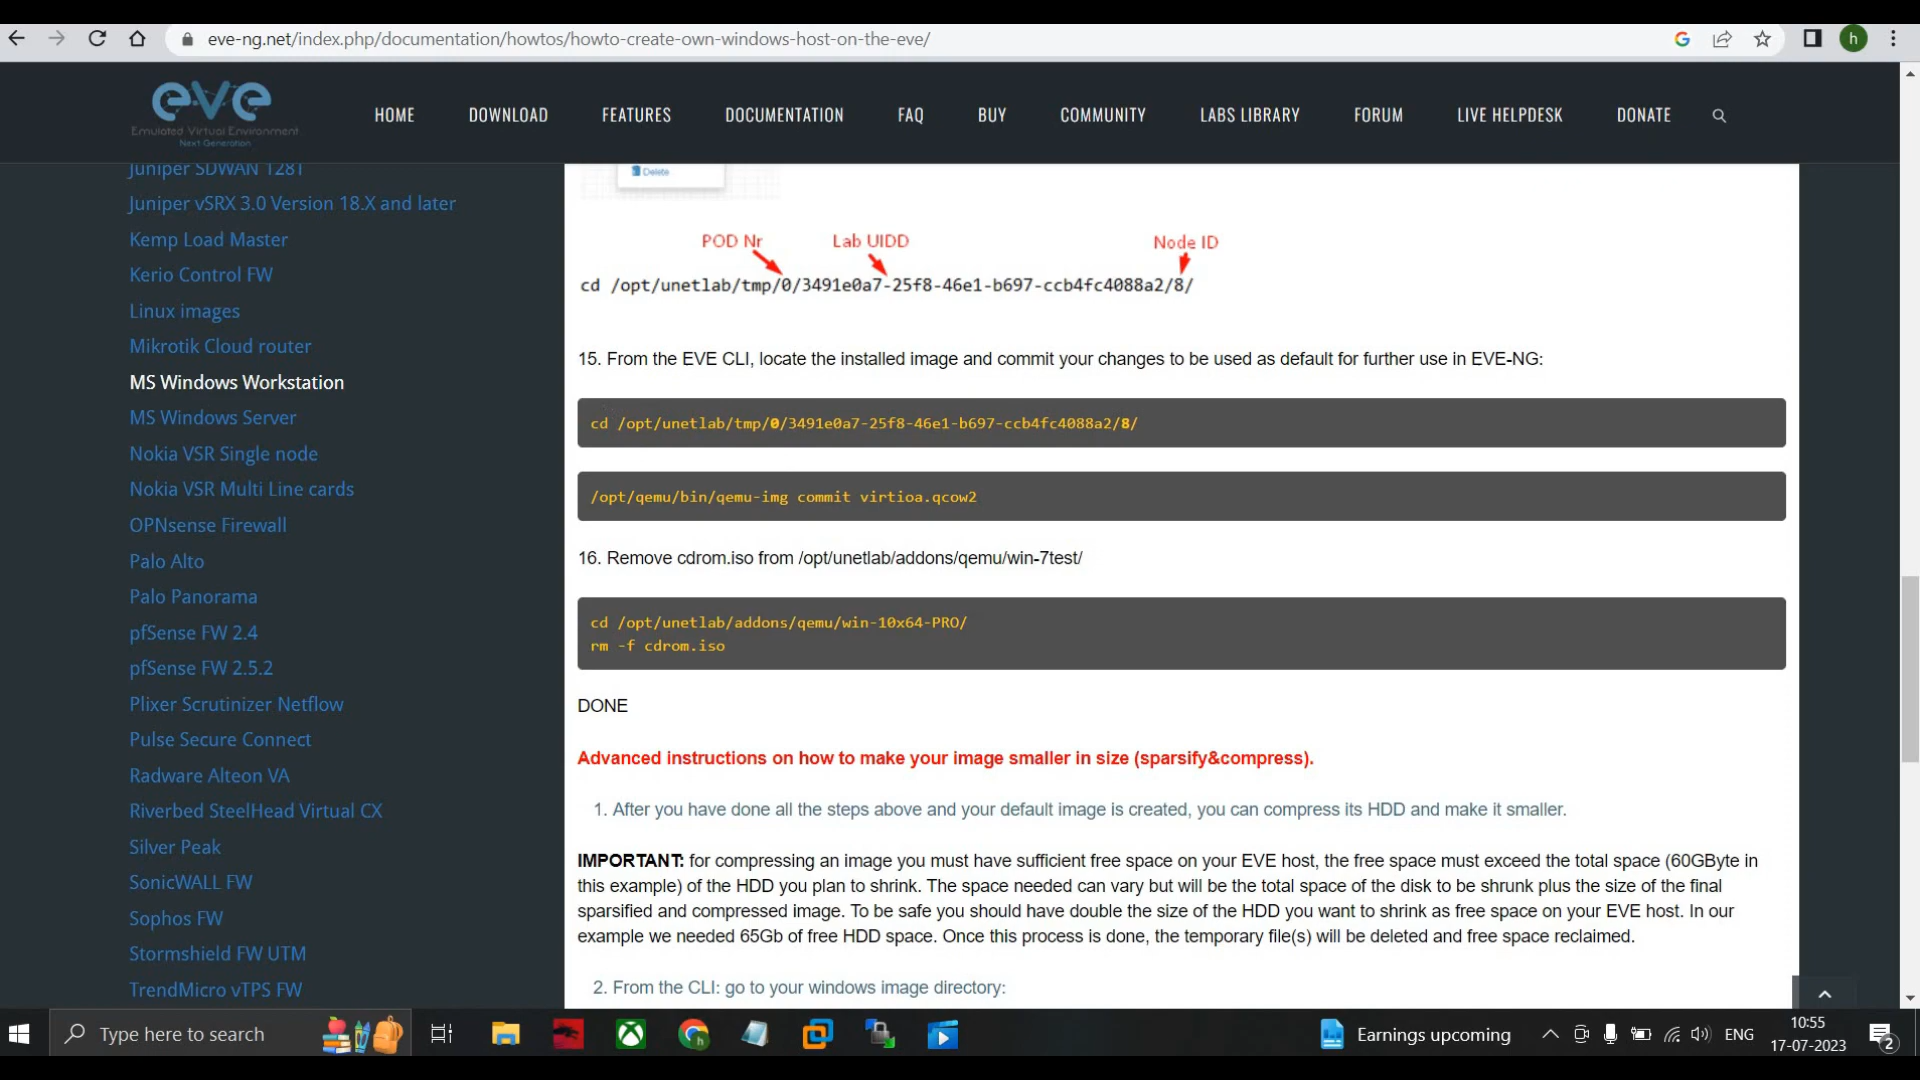 eve-ng.net/index.php/documentation/howtos/howto-create-own-windows-host-on-the-eve/
h
eve
Emulated Virtual Environment
Next Generation
HOME
DOWNLOAD
FEATURES
DOCUMENTATION
FAQ
BUY
COMMUNITY
LABS LIBRARY
FORUM
LIVE HELPDESK
DONATE
Juniper SDWAN 128T
Juniper vSRX 3.0 Version 18.X and later
Kemp Load Master
Kerio Control FW
Linux images
Mikrotik Cloud router
MS Windows Workstation
MS Windows Server
Nokia VSR Single node
Nokia VSR Multi Line cards
OPNsense Firewall
Palo Alto
Palo Panorama
pfSense FW 2.4
pfSense FW 2.5.2
Plixer Scrutinizer Netflow
Pulse Secure Connect
Radware Alteon VA
Riverbed SteelHead Virtual CX
Silver Peak
SonicWALL FW
Sophos FW
Stormshield FW UTM
TrendMicro vTPS FW
Delete
POD Nr
Lab UIDD
Node ID
cd /opt/unetlab/tmp/0/3491e0a7-25f8-46e1-b697-ccb4fc4088a2/8/
15. From the EVE CLI, locate the installed image and commit your changes to be used as default for further use in EVE-NG:
cd /opt/unetlab/tmp/0/3491e0a7-25f8-46e1-b697-ccb4fc4088a2/8/
/opt/qemu/bin/qemu-img commit virtioa.qcow2
16. Remove cdrom.iso from /opt/unetlab/addons/qemu/win-7test/
cd /opt/unetlab/addons/qemu/win-10x64-PRO/
rm -f cdrom.iso
DONE
Advanced instructions on how to make your image smaller in size (sparsify&compress).
1. After you have done all the steps above and your default image is created, you can compress its HDD and make it smaller.
IMPORTANT: for compressing an image you must have sufficient free space on your EVE host, the free space must exceed the total space (60GByte in
this example) of the HDD you plan to shrink. The space needed can vary but will be the total space of the disk to be shrunk plus the size of the final
sparsified and compressed image. To be safe you should have double the size of the HDD you want to shrink as free space on your EVE host. In our
example we needed 65Gb of free HDD space. Once this process is done, the temporary file(s) will be deleted and free space reclaimed.
2. From the CLI: go to your windows image directory:
Type here to search
Earnings upcoming
ENG
10:55
17-07-2023
2